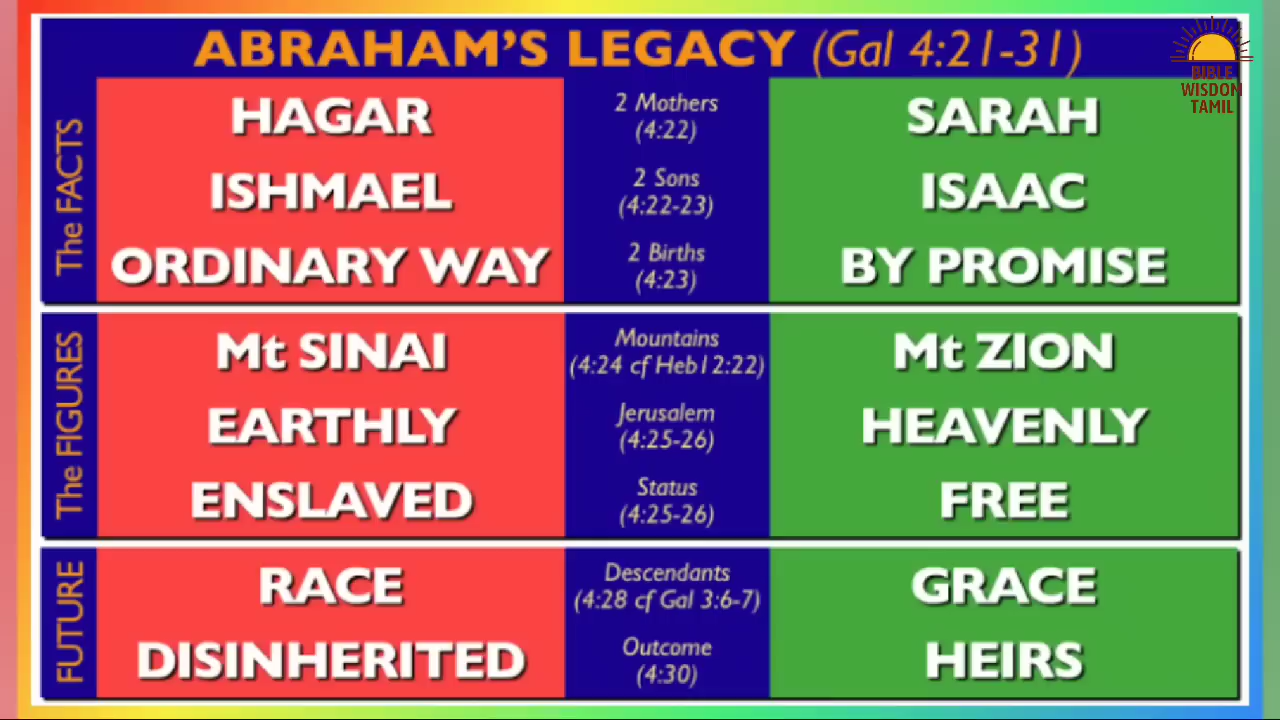 ABRAHAM'S LEGACY (Gal 4:21-31)
BIBLE
WISDOM
TAMIL
The FACTS
HAGAR
2 Mothers
(4:22)
SARAH
ISHMAEL
2 Sons
(4:22-23)
ISAAC
ORDINARY WAY
2 Births
(4:23)
BY PROMISE
The FIGURES
Mt SINAI
Mountains
(4:24 cf Heb12:22)
Mt ZION
EARTHLY
Jerusalem
(4:25-26)
HEAVENLY
ENSLAVED
Status
(4:25-26)
FREE
FUTURE
RACE
Descendants
(4:28 cf Gal 3:6-7)
GRACE
DISINHERITED
Outcome
(4:30)
HEIRS